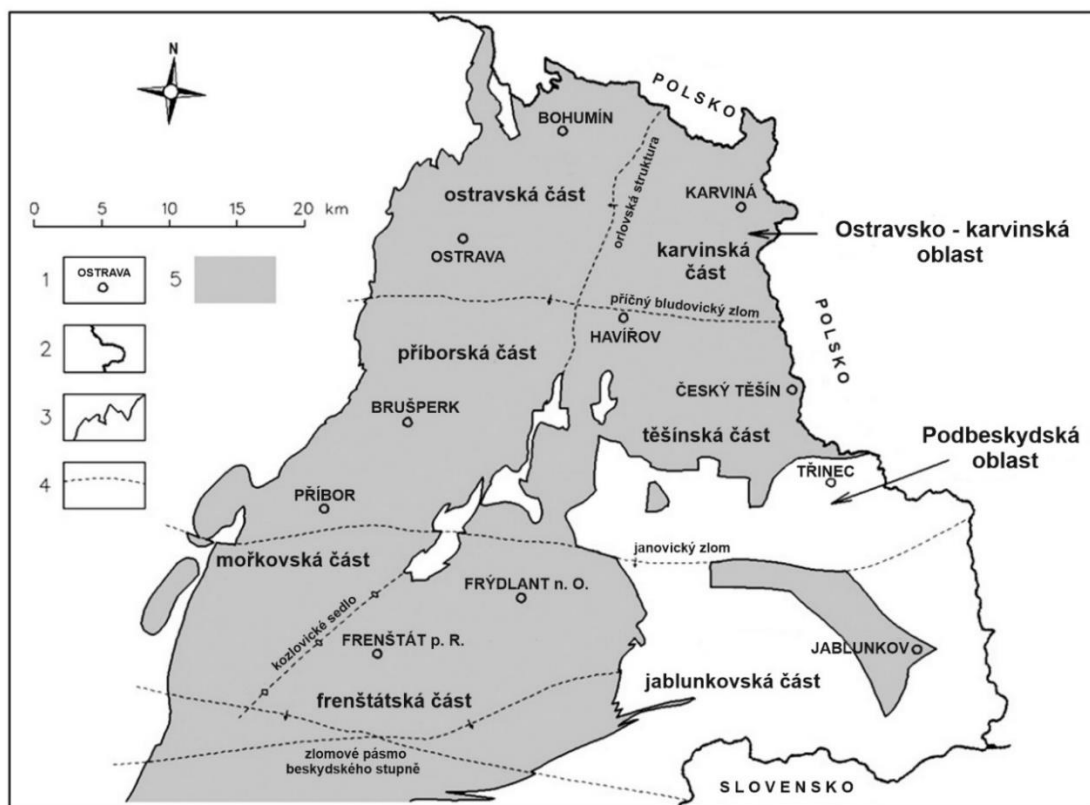 N
POLSKO
BOHUMÍN
ostravská část
orlovská struktura
KARVINÁ
0 5 10 15 20 km
OSTRAVA
karvinská
část
Ostravsko - karvinská
oblast
1 OSTRAVA 5
příčný bludovický zlom
HAVÍŘOV
POLSKO
2
příborská část
ČESKÝ TĚŠÍN
3
BRUŠPERK
těšínská část
Podbeskydská
oblast
4
TŘINEC
PŘÍBOR
mořkovská část
janovický zlom
FRÝDLANT n. O.
kozlovické sedlo
FRENŠTÁT p. R.
JABLUNKOV
frenštátská část
jablunkovská část
zlomové pásmo
beskydského stupně
SLOVENSKO